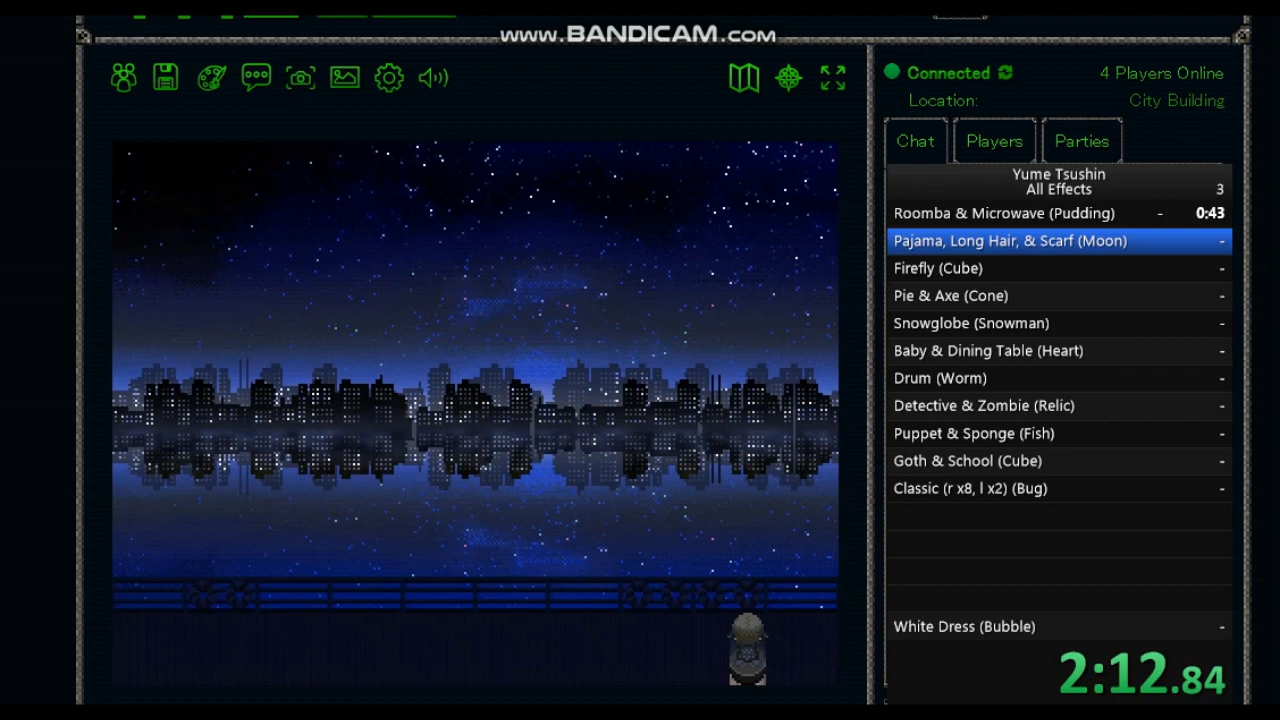 www.BANDICAM.com
Connected
4 Players Online
Location:
City Building
Chat
Players
Parties
Yume Tsushin
All Effects
3
Roomba & Microwave (Pudding) - 0:43
Pajama, Long Hair, & Scarf (Moon) -
Firefly (Cube) -
Pie & Axe (Cone) -
Snowglobe (Snowman) -
Baby & Dining Table (Heart) -
Drum (Worm) -
Detective & Zombie (Relic) -
Puppet & Sponge (Fish) -
Goth & School (Cube) -
Classic (r x8, l x2) (Bug) -
White Dress (Bubble) -
2:12.84